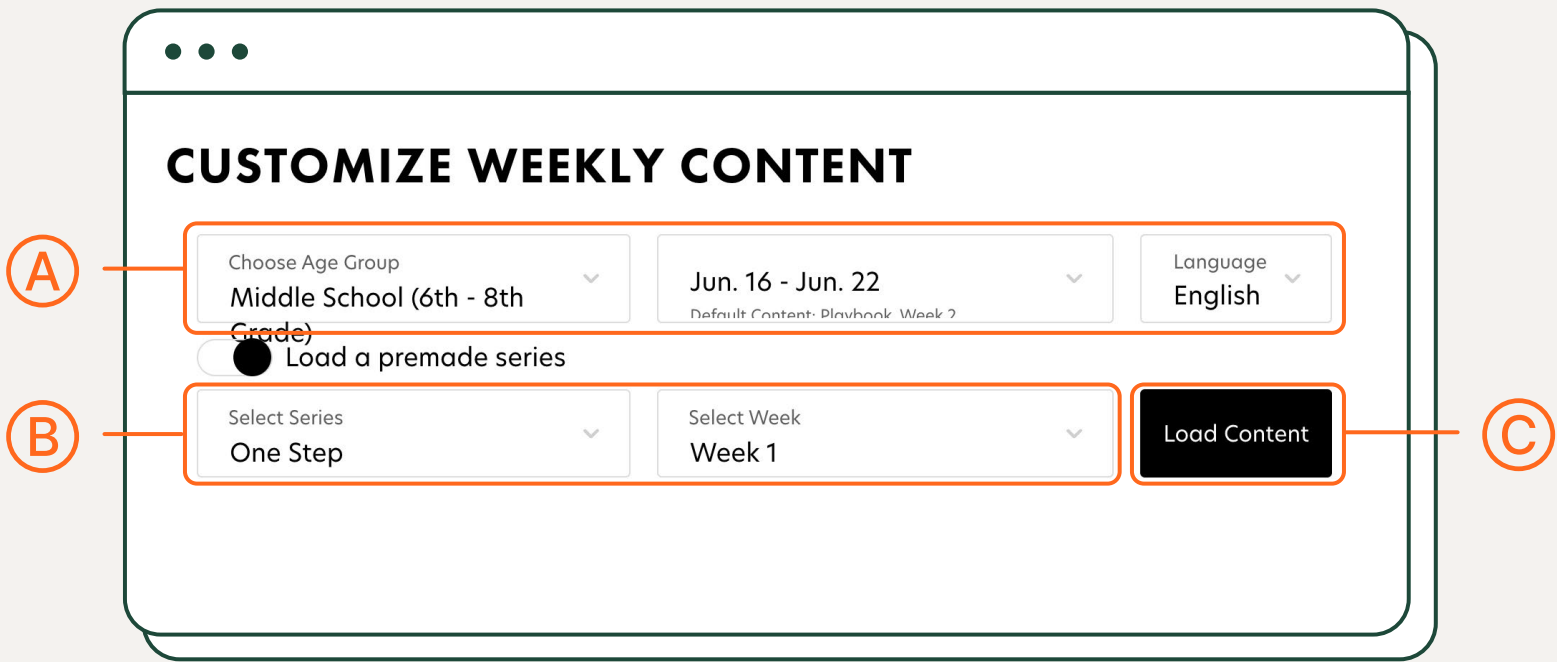 CUSTOMIZE WEEKLY CONTENT
A
Choose Age Group
Middle School (6th - 8th
Grade)
Jun. 16 - Jun. 22
Default Content: Playbook, Week 2
Language
English
Load a premade series
B
Select Series
One Step
Select Week
Week 1
Load Content
C